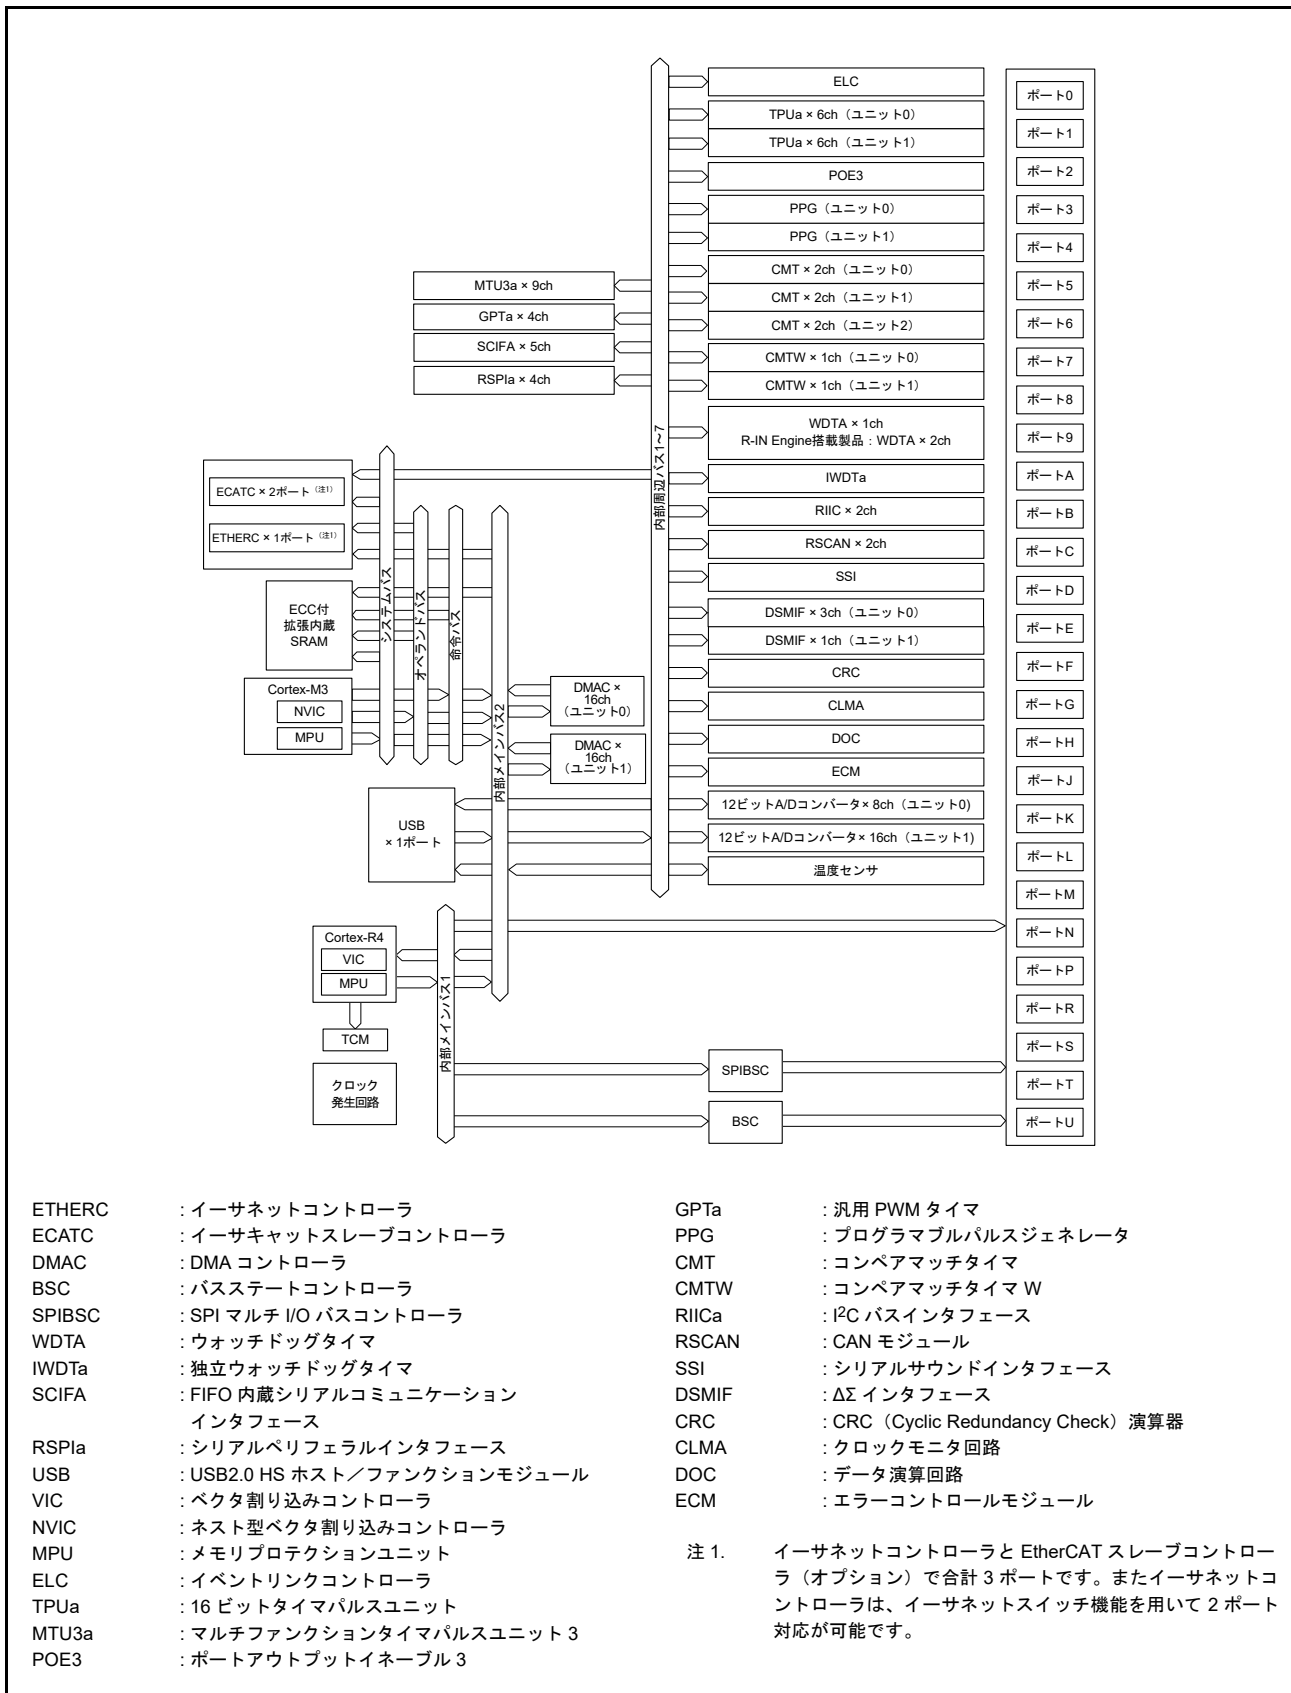 ELC
TPUa × 6ch（ユニット0）
TPUa × 6ch（ユニット1）
POE3
PPG（ユニット0）
PPG（ユニット1）
CMT × 2ch（ユニット0）
CMT × 2ch（ユニット1）
CMT × 2ch（ユニット2）
CMTW × 1ch（ユニット0）
CMTW × 1ch（ユニット1）
WDTA × 1ch
R-IN Engine搭載製品：WDTA × 2ch
IWDTa
RIIC × 2ch
RSCAN × 2ch
SSI
DSMIF × 3ch（ユニット0）
DSMIF × 1ch（ユニット1）
CRC
CLMA
DOC
ECM
12ビットA/Dコンバータ× 8ch（ユニット0)
12ビットA/Dコンバータ× 16ch（ユニット1)
温度センサ
MTU3a × 9ch
GPTa × 4ch
SCIFA × 5ch
RSPIa × 4ch
内部周辺バス1～7
ECATC × 2ポート（注1）
ETHERC × 1ポート（注1）
ECC付
拡張内蔵
SRAM
Cortex-M3
NVIC
MPU
システムバス
オペランドバス
命令バス
内部メインバス2
DMAC ×
16ch
（ユニット0）
DMAC ×
16ch
（ユニット1）
USB
× 1ポート
Cortex-R4
VIC
MPU
TCM
クロック
発生回路
内部メインバス1
SPIBSC
BSC
ポート0
ポート1
ポート2
ポート3
ポート4
ポート5
ポート6
ポート7
ポート8
ポート9
ポートA
ポートB
ポートC
ポートD
ポートE
ポートF
ポートG
ポートH
ポートJ
ポートK
ポートL
ポートM
ポートN
ポートP
ポートR
ポートS
ポートT
ポートU
ETHERC : イーサネットコントローラ
ECATC : イーサキャットスレーブコントローラ
DMAC : DMA コントローラ
BSC : バスステートコントローラ
SPIBSC : SPI マルチ I/O バスコントローラ
WDTA : ウォッチドッグタイマ
IWDTa : 独立ウォッチドッグタイマ
SCIFA : FIFO 内蔵シリアルコミュニケーション
インタフェース
RSPIa : シリアルペリフェラルインタフェース
USB : USB2.0 HS ホスト／ファンクションモジュール
VIC : ベクタ割り込みコントローラ
NVIC : ネスト型ベクタ割り込みコントローラ
MPU : メモリプロテクションユニット
ELC : イベントリンクコントローラ
TPUa : 16 ビットタイマパルスユニット
MTU3a : マルチファンクションタイマパルスユニット 3
POE3 : ポートアウトプットイネーブル 3
GPTa : 汎用 PWM タイマ
PPG : プログラマブルパルスジェネレータ
CMT : コンペアマッチタイマ
CMTW : コンペアマッチタイマ W
RIICa : I2C バスインタフェース
RSCAN : CAN モジュール
SSI : シリアルサウンドインタフェース
DSMIF : ΔΣ インタフェース
CRC : CRC（Cyclic Redundancy Check）演算器
CLMA : クロックモニタ回路
DOC : データ演算回路
ECM : エラーコントロールモジュール
注 1. イーサネットコントローラと EtherCAT スレーブコントロー
ラ（オプション）で合計 3 ポートです。またイーサネットコ
ントローラは、イーサネットスイッチ機能を用いて 2 ポート
対応が可能です。